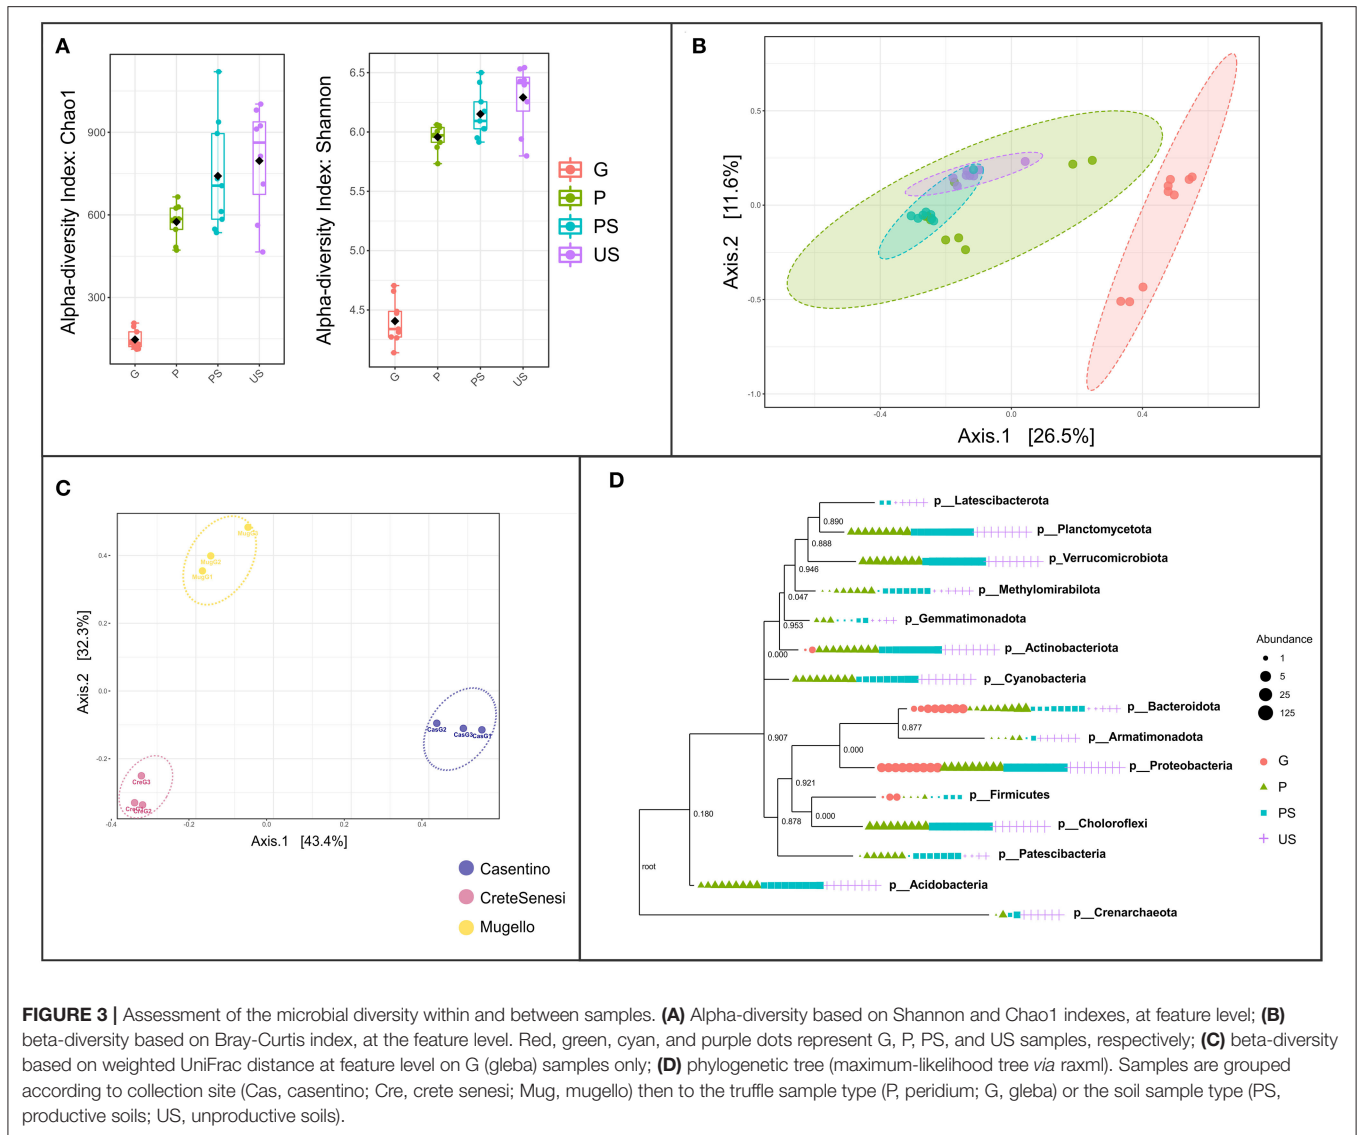 A
Alpha-diversity Index: Chao1
900
600
300
G
P
PS
US
Alpha-diversity Index: Shannon
6.5
6.0
5.5
5.0
4.5
G
P
PS
US
G
P
PS
US
B
Axis.2 [11.6%]
0.5
0.0
-0.5
-1.0
-0.4
0.0
0.4
Axis.1 [26.5%]
C
Axis.2 [32.3%]
0.4
0.2
0.0
-0.2
-0.4
-0.2
0.0
0.2
0.4
Axis.1 [43.4%]
MugG2
MugG1
CasG2
CasG3
CasG1
CreG3
CreG2
Casentino
CreteSenesi
Mugello
D
p__Latescibacterota
0.890
p__Planctomycetota
0.888
p_Verrucomicrobiota
0.946
p__Methylomirabilota
0.047
p_Gemmatimonadota
0.953
p__Actinobacteriota
0.000
p__Cyanobacteria
p__Bacteroidota
0.877
0.907
p__Armatimonadota
0.000
p__Proteobacteria
0.921
p__Firmicutes
0.180
0.878
0.000
p__Choloroflexi
p__Patescibacteria
root
p__Acidobacteria
p__Crenarchaeota
Abundance
1
5
25
125
G
P
PS
US
FIGURE 3 | Assessment of the microbial diversity within and between samples. (A) Alpha-diversity based on Shannon and Chao1 indexes, at feature level; (B)
beta-diversity based on Bray-Curtis index, at the feature level. Red, green, cyan, and purple dots represent G, P, PS, and US samples, respectively; (C) beta-diversity
based on weighted UniFrac distance at feature level on G (gleba) samples only; (D) phylogenetic tree (maximum-likelihood tree via raxml). Samples are grouped
according to collection site (Cas, casentino; Cre, crete senesi; Mug, mugello) then to the truffle sample type (P, peridium; G, gleba) or the soil sample type (PS,
productive soils; US, unproductive soils).